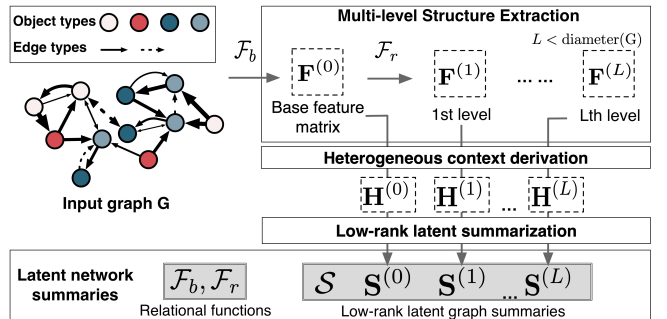 Object types
Edge types
Input graph G
Multi-level Structure Extraction
L < diameter(G)
𝓕_b
F^(0)
𝓕_r
F^(1)
... ...
F^(L)
Base feature
matrix
1st level
Lth level
Heterogeneous context derivation
H^(0) H^(1) ... H^(L)
Low-rank latent summarization
Latent network
summaries
𝓕_b, 𝓕_r
Relational functions
𝓢 S^(0) S^(1) ... S^(L)
Low-rank latent graph summaries